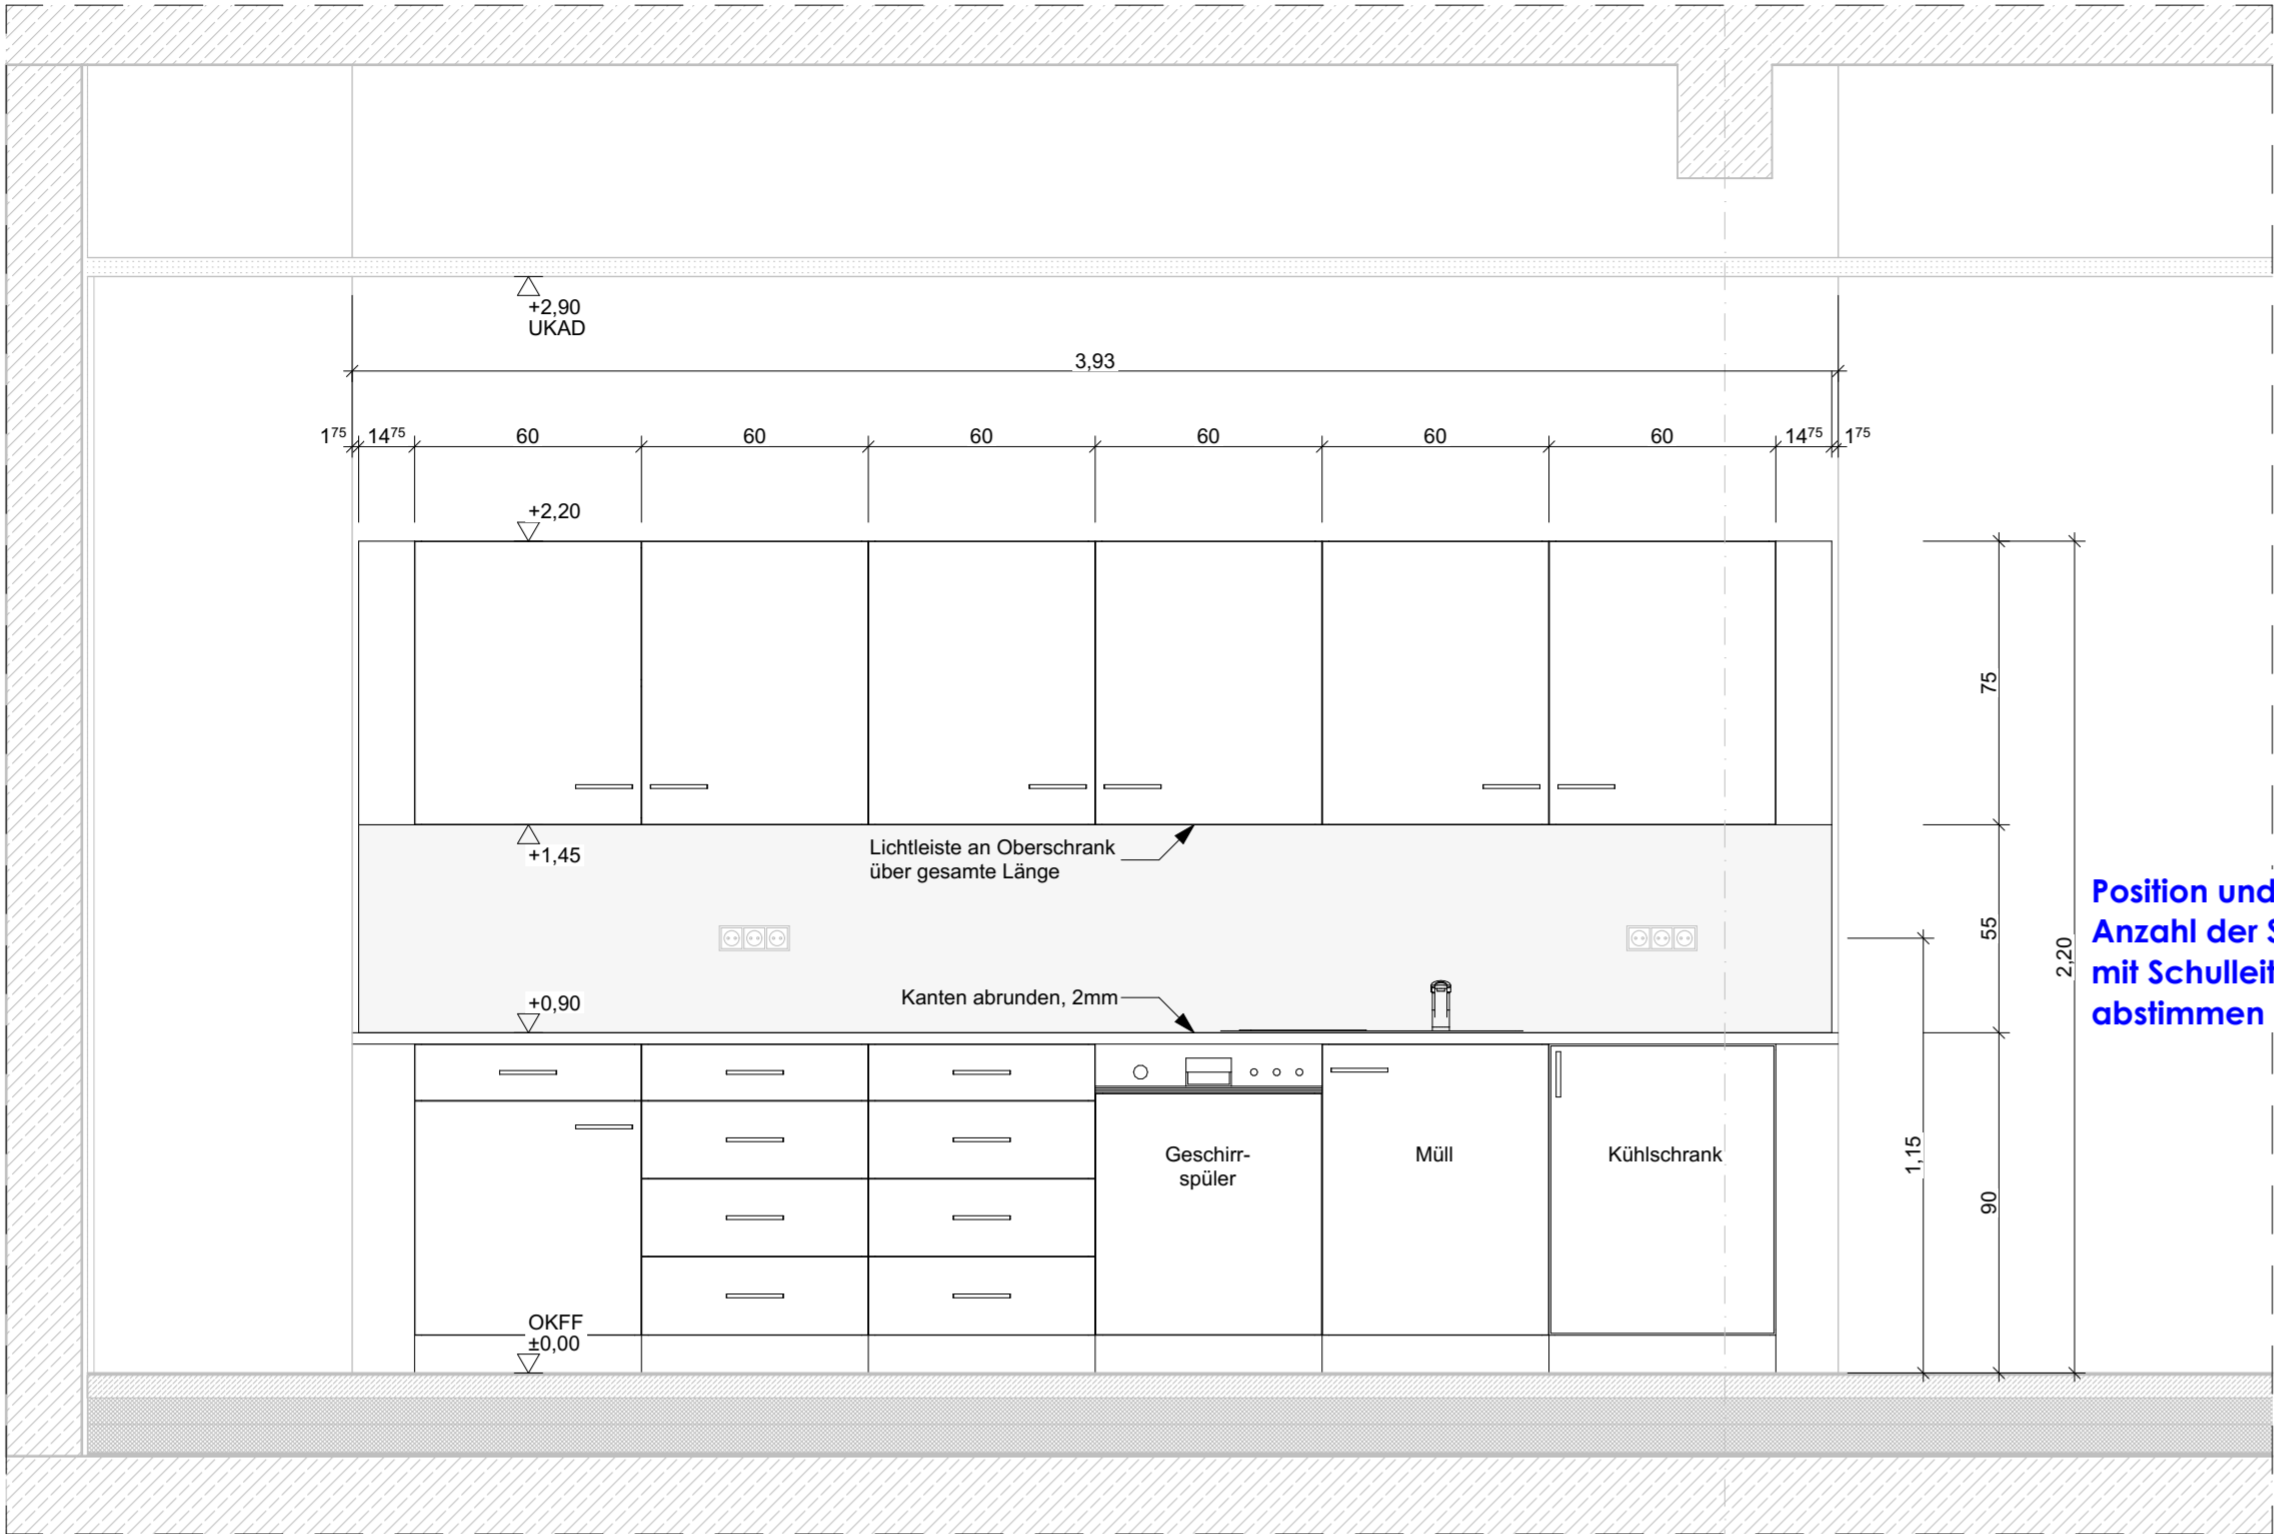 +2,90
UKAD
3,93
1⁷⁵ 14⁷⁵ 60 60 60 60 60 60 14⁷⁵ 1⁷⁵
+2,20
75
+1,45
Lichtleiste an Oberschrank
über gesamte Länge
55
2,20
Position und
Anzahl der
mit
abstimmen
Kanten abrunden, 2mm
+0,90
Geschirr-
spüler
Müll
Kühlschrank
1,15
90
OKFF
±0,00